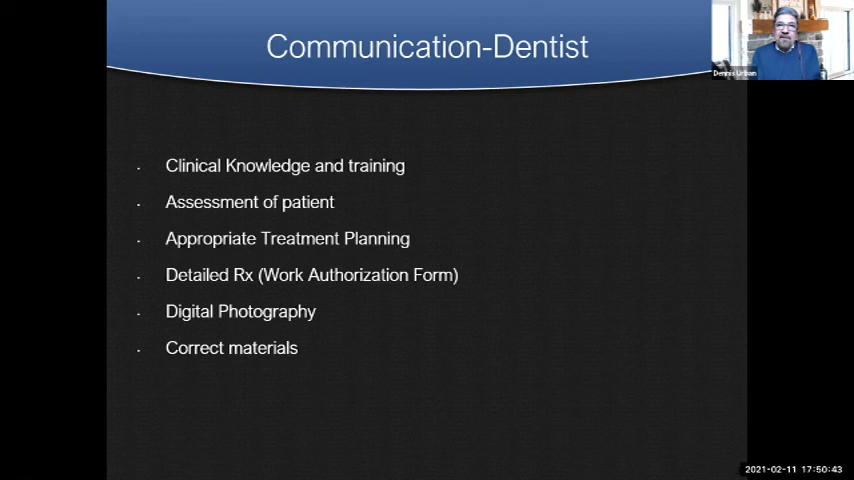 Communication-Dentist
Dennis Urban
Clinical Knowledge and training
Assessment of patient
Appropriate Treatment Planning
Detailed Rx (Work Authorization Form)
Digital Photography
Correct materials
2021-02-11 17:50:43